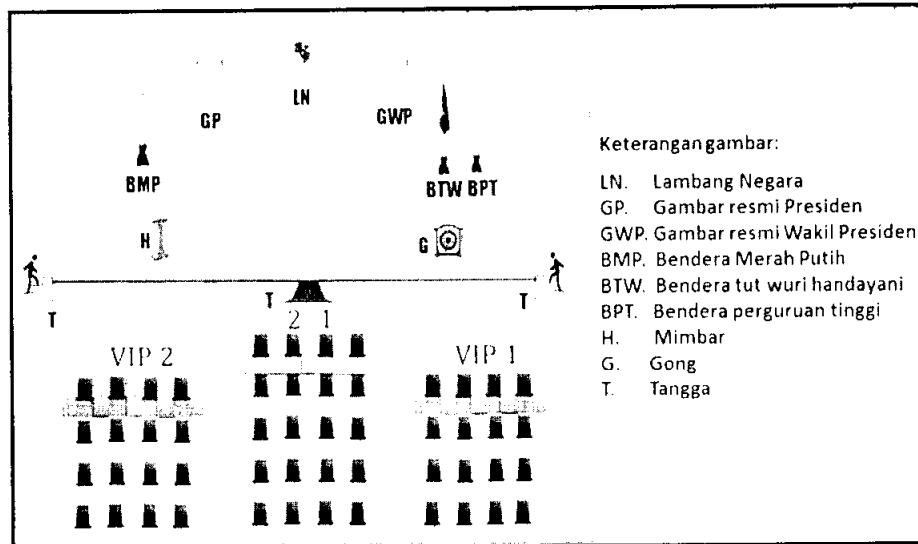 LN
GP
GWP
BMP
BTW BPT
H
G
T
T
T
2 1
VIP 2
VIP 1
Keterangan gambar:
LN. Lambang Negara
GP. Gambar resmi Presiden
GWP. Gambar resmi Wakil Presiden
BMP. Bendera Merah Putih
BTW. Bendera tut wuri handayani
BPT. Bendera perguruan tinggi
H. Mimbar
G. Gong
T. Tangga